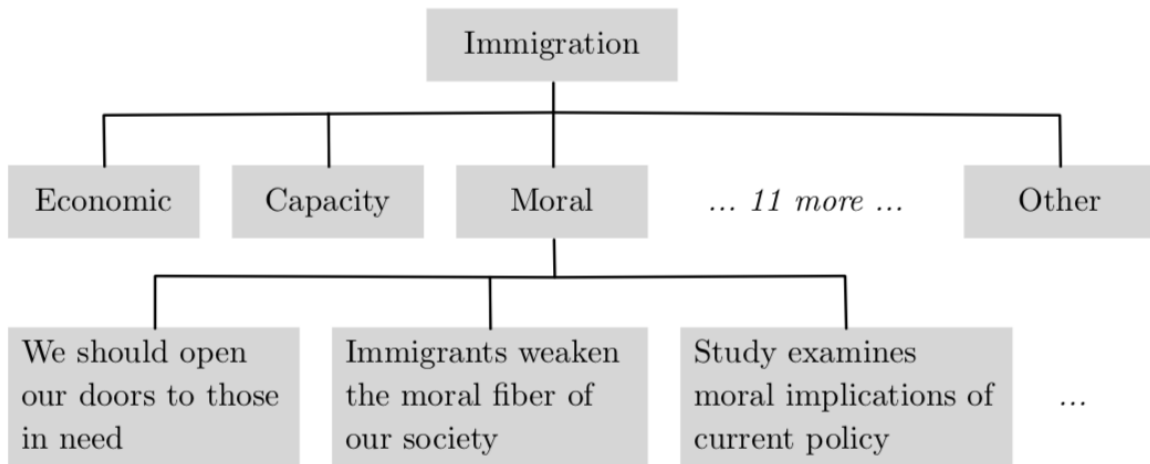 Immigration
Economic
Capacity
Moral
... 11 more ...
Other
We should open
our doors to those
in need
Immigrants weaken
the moral fiber of
our society
Study examines
moral implications of
current policy
...